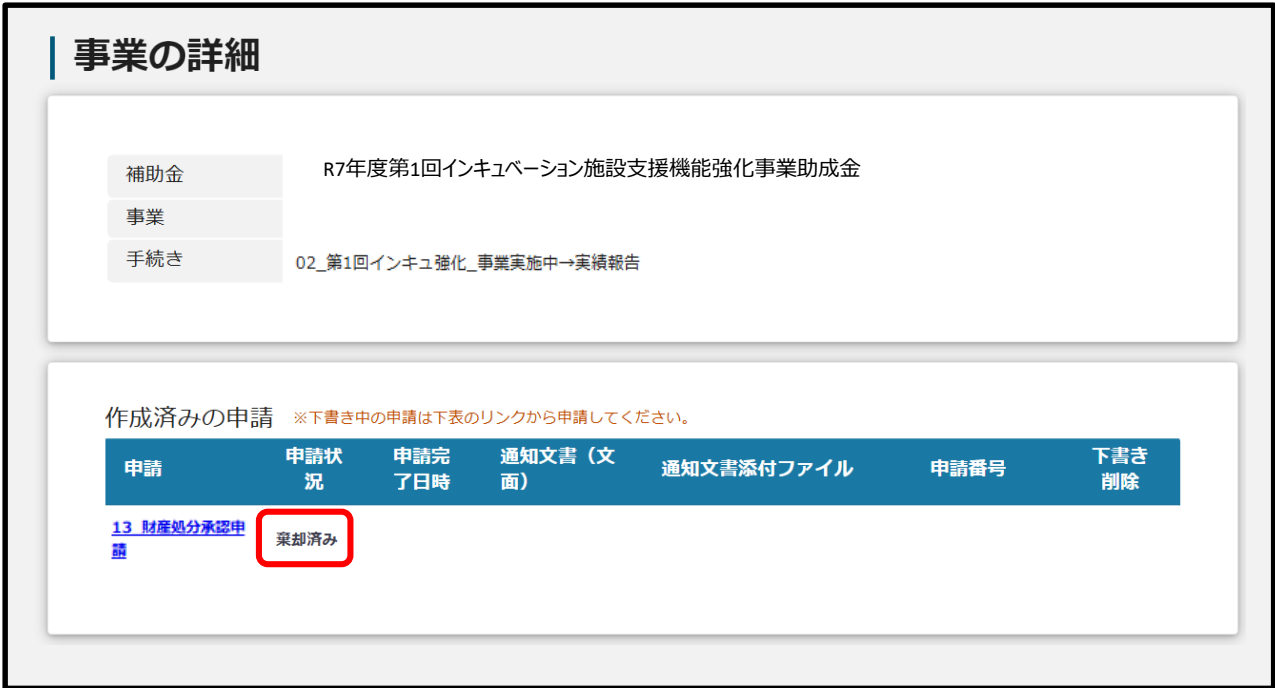 事業の詳細
補助金 R7年度第1回インキュベーション施設支援機能強化事業助成金
事業
手続き 02_第1回インキュ強化_事業実施中→実績報告
作成済みの申請 ※下書き中の申請は下表のリンクから申請してください。
申請 申請状況 申請完了日時 通知文書（文面） 通知文書添付ファイル 申請番号 下書き削除
13_財産処分承認申請 棄却済み